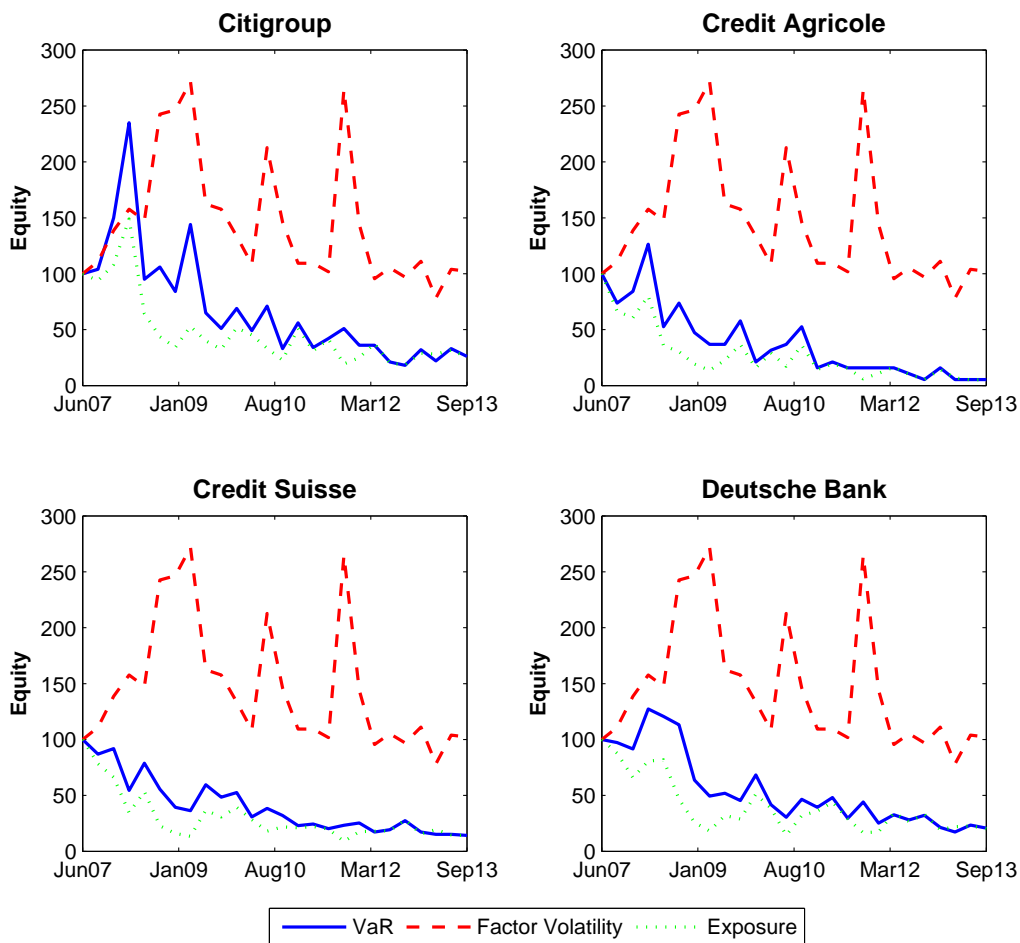 Citigroup
300
250
200
150
100
50
0
Equity
Jun07 Jan09 Aug10 Mar12 Sep13
Credit Agricole
300
250
200
150
100
50
0
Equity
Jun07 Jan09 Aug10 Mar12 Sep13
Credit Suisse
300
250
200
150
100
50
0
Equity
Jun07 Jan09 Aug10 Mar12 Sep13
Deutsche Bank
300
250
200
150
100
50
0
Equity
Jun07 Jan09 Aug10 Mar12 Sep13
VaR Factor Volatility Exposure